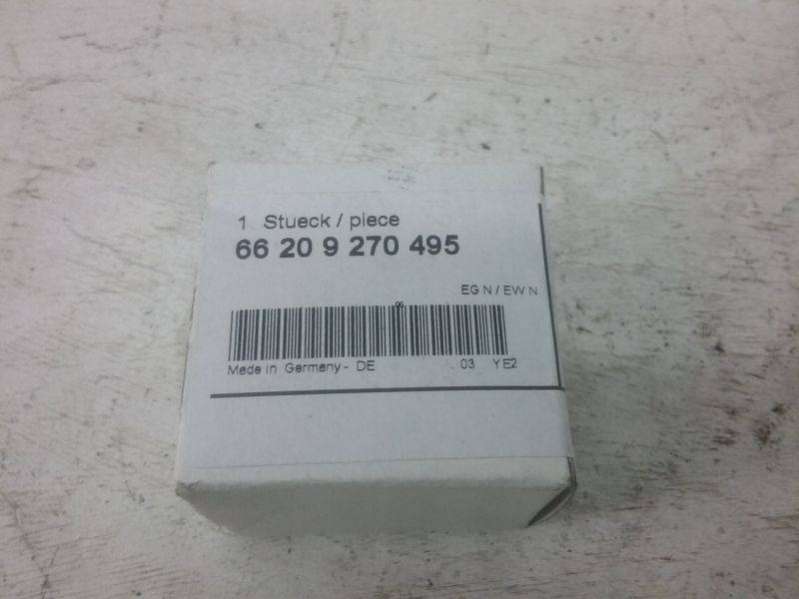 1 Stueck / piece
66 20 9 270 495
EG N / EW N
Made in Germany - DE . 03 YE2